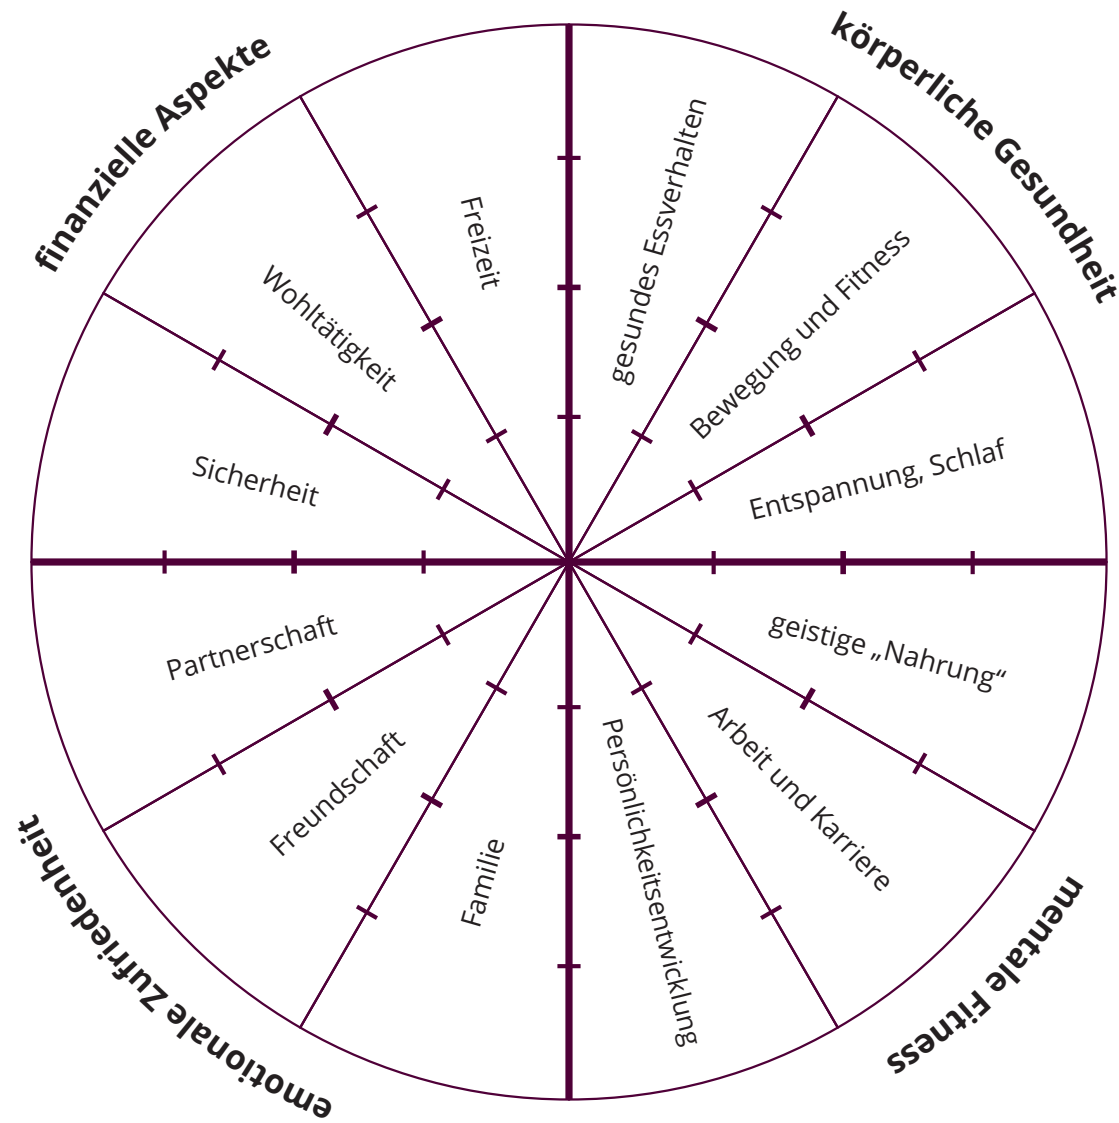 körperliche Gesundheit
gesundes Essverhalten
Bewegung und Fitness
Entspannung, Schlaf
mentale Fitness
geistige „Nahrung“
Arbeit und Karriere
Persönlichkeitsentwicklung
emotionale Zufriedenheit
Familie
Freundschaft
Partnerschaft
finanzielle Aspekte
Sicherheit
Wohltätigkeit
Freizeit